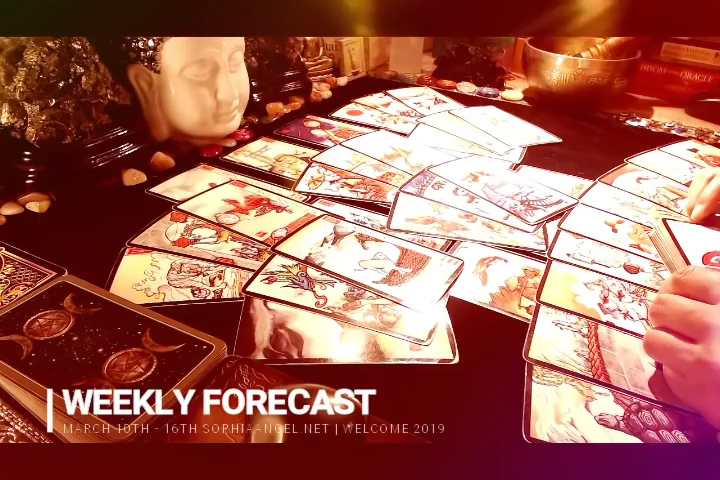 WEEKLY FORECAST
MARCH 10TH - 16TH SOPHIAANGEL.NET | WELCOME 2019